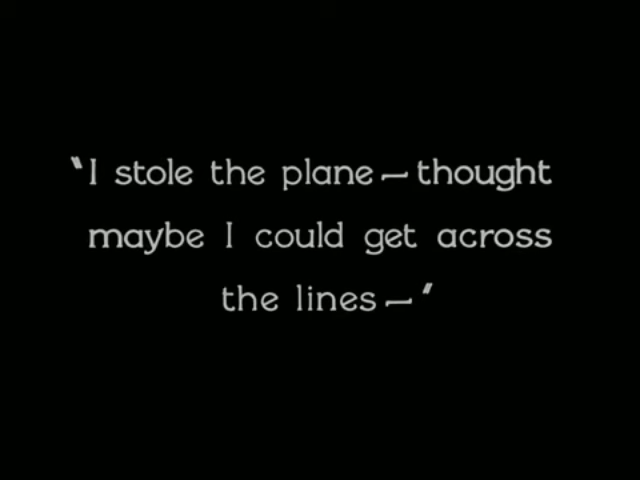 "I stole the plane — thought
maybe I could get across
the lines — "